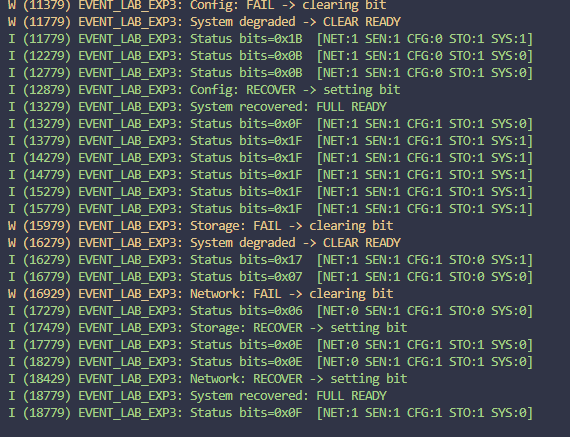 W (11379) EVENT_LAB_EXP3: Config: FAIL -> clearing bit
W (11779) EVENT_LAB_EXP3: System degraded -> CLEAR READY
I (11779) EVENT_LAB_EXP3: Status bits=0x1B  [NET:1 SEN:1 CFG:0 STO:1 SYS:1]
I (12279) EVENT_LAB_EXP3: Status bits=0x0B  [NET:1 SEN:1 CFG:0 STO:1 SYS:0]
I (12779) EVENT_LAB_EXP3: Status bits=0x0B  [NET:1 SEN:1 CFG:0 STO:1 SYS:0]
I (12879) EVENT_LAB_EXP3: Config: RECOVER -> setting bit
I (13279) EVENT_LAB_EXP3: System recovered: FULL READY
I (13279) EVENT_LAB_EXP3: Status bits=0x0F  [NET:1 SEN:1 CFG:1 STO:1 SYS:0]
I (13779) EVENT_LAB_EXP3: Status bits=0x1F  [NET:1 SEN:1 CFG:1 STO:1 SYS:1]
I (14279) EVENT_LAB_EXP3: Status bits=0x1F  [NET:1 SEN:1 CFG:1 STO:1 SYS:1]
I (14779) EVENT_LAB_EXP3: Status bits=0x1F  [NET:1 SEN:1 CFG:1 STO:1 SYS:1]
I (15279) EVENT_LAB_EXP3: Status bits=0x1F  [NET:1 SEN:1 CFG:1 STO:1 SYS:1]
I (15779) EVENT_LAB_EXP3: Status bits=0x1F  [NET:1 SEN:1 CFG:1 STO:1 SYS:1]
W (15979) EVENT_LAB_EXP3: Storage: FAIL -> clearing bit
W (16279) EVENT_LAB_EXP3: System degraded -> CLEAR READY
I (16279) EVENT_LAB_EXP3: Status bits=0x17  [NET:1 SEN:1 CFG:1 STO:0 SYS:1]
I (16779) EVENT_LAB_EXP3: Status bits=0x07  [NET:1 SEN:1 CFG:1 STO:0 SYS:0]
W (16929) EVENT_LAB_EXP3: Network: FAIL -> clearing bit
I (17279) EVENT_LAB_EXP3: Status bits=0x06  [NET:0 SEN:1 CFG:1 STO:0 SYS:0]
I (17479) EVENT_LAB_EXP3: Storage: RECOVER -> setting bit
I (17779) EVENT_LAB_EXP3: Status bits=0x0E  [NET:0 SEN:1 CFG:1 STO:1 SYS:0]
I (18279) EVENT_LAB_EXP3: Status bits=0x0E  [NET:0 SEN:1 CFG:1 STO:1 SYS:0]
I (18429) EVENT_LAB_EXP3: Network: RECOVER -> setting bit
I (18779) EVENT_LAB_EXP3: System recovered: FULL READY
I (18779) EVENT_LAB_EXP3: Status bits=0x0F  [NET:1 SEN:1 CFG:1 STO:1 SYS:0]